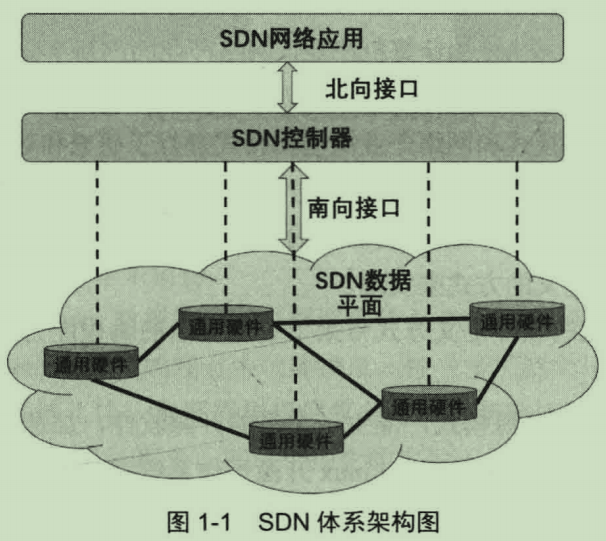 SDN网络应用
北向接口
SDN控制器
南向接口
SDN数据
平面
通用硬件
通用硬件
通用硬件
通用硬件
通用硬件
图 1-1 SDN 体系架构图